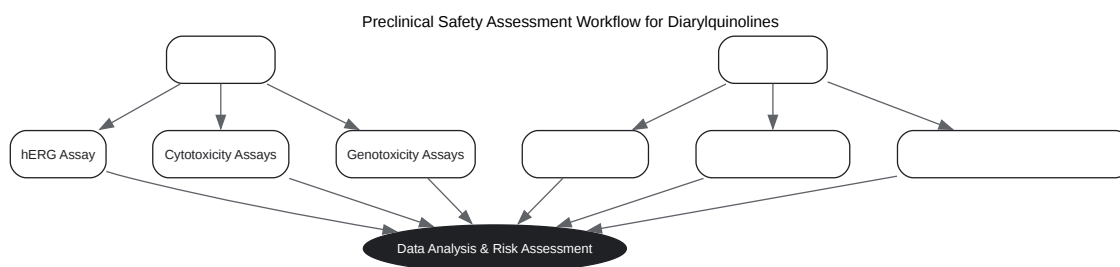 Preclinical Safety Assessment Workflow for Diarylquinolines
hERG Assay
Cytotoxicity Assays
Genotoxicity Assays
Data Analysis & Risk Assessment